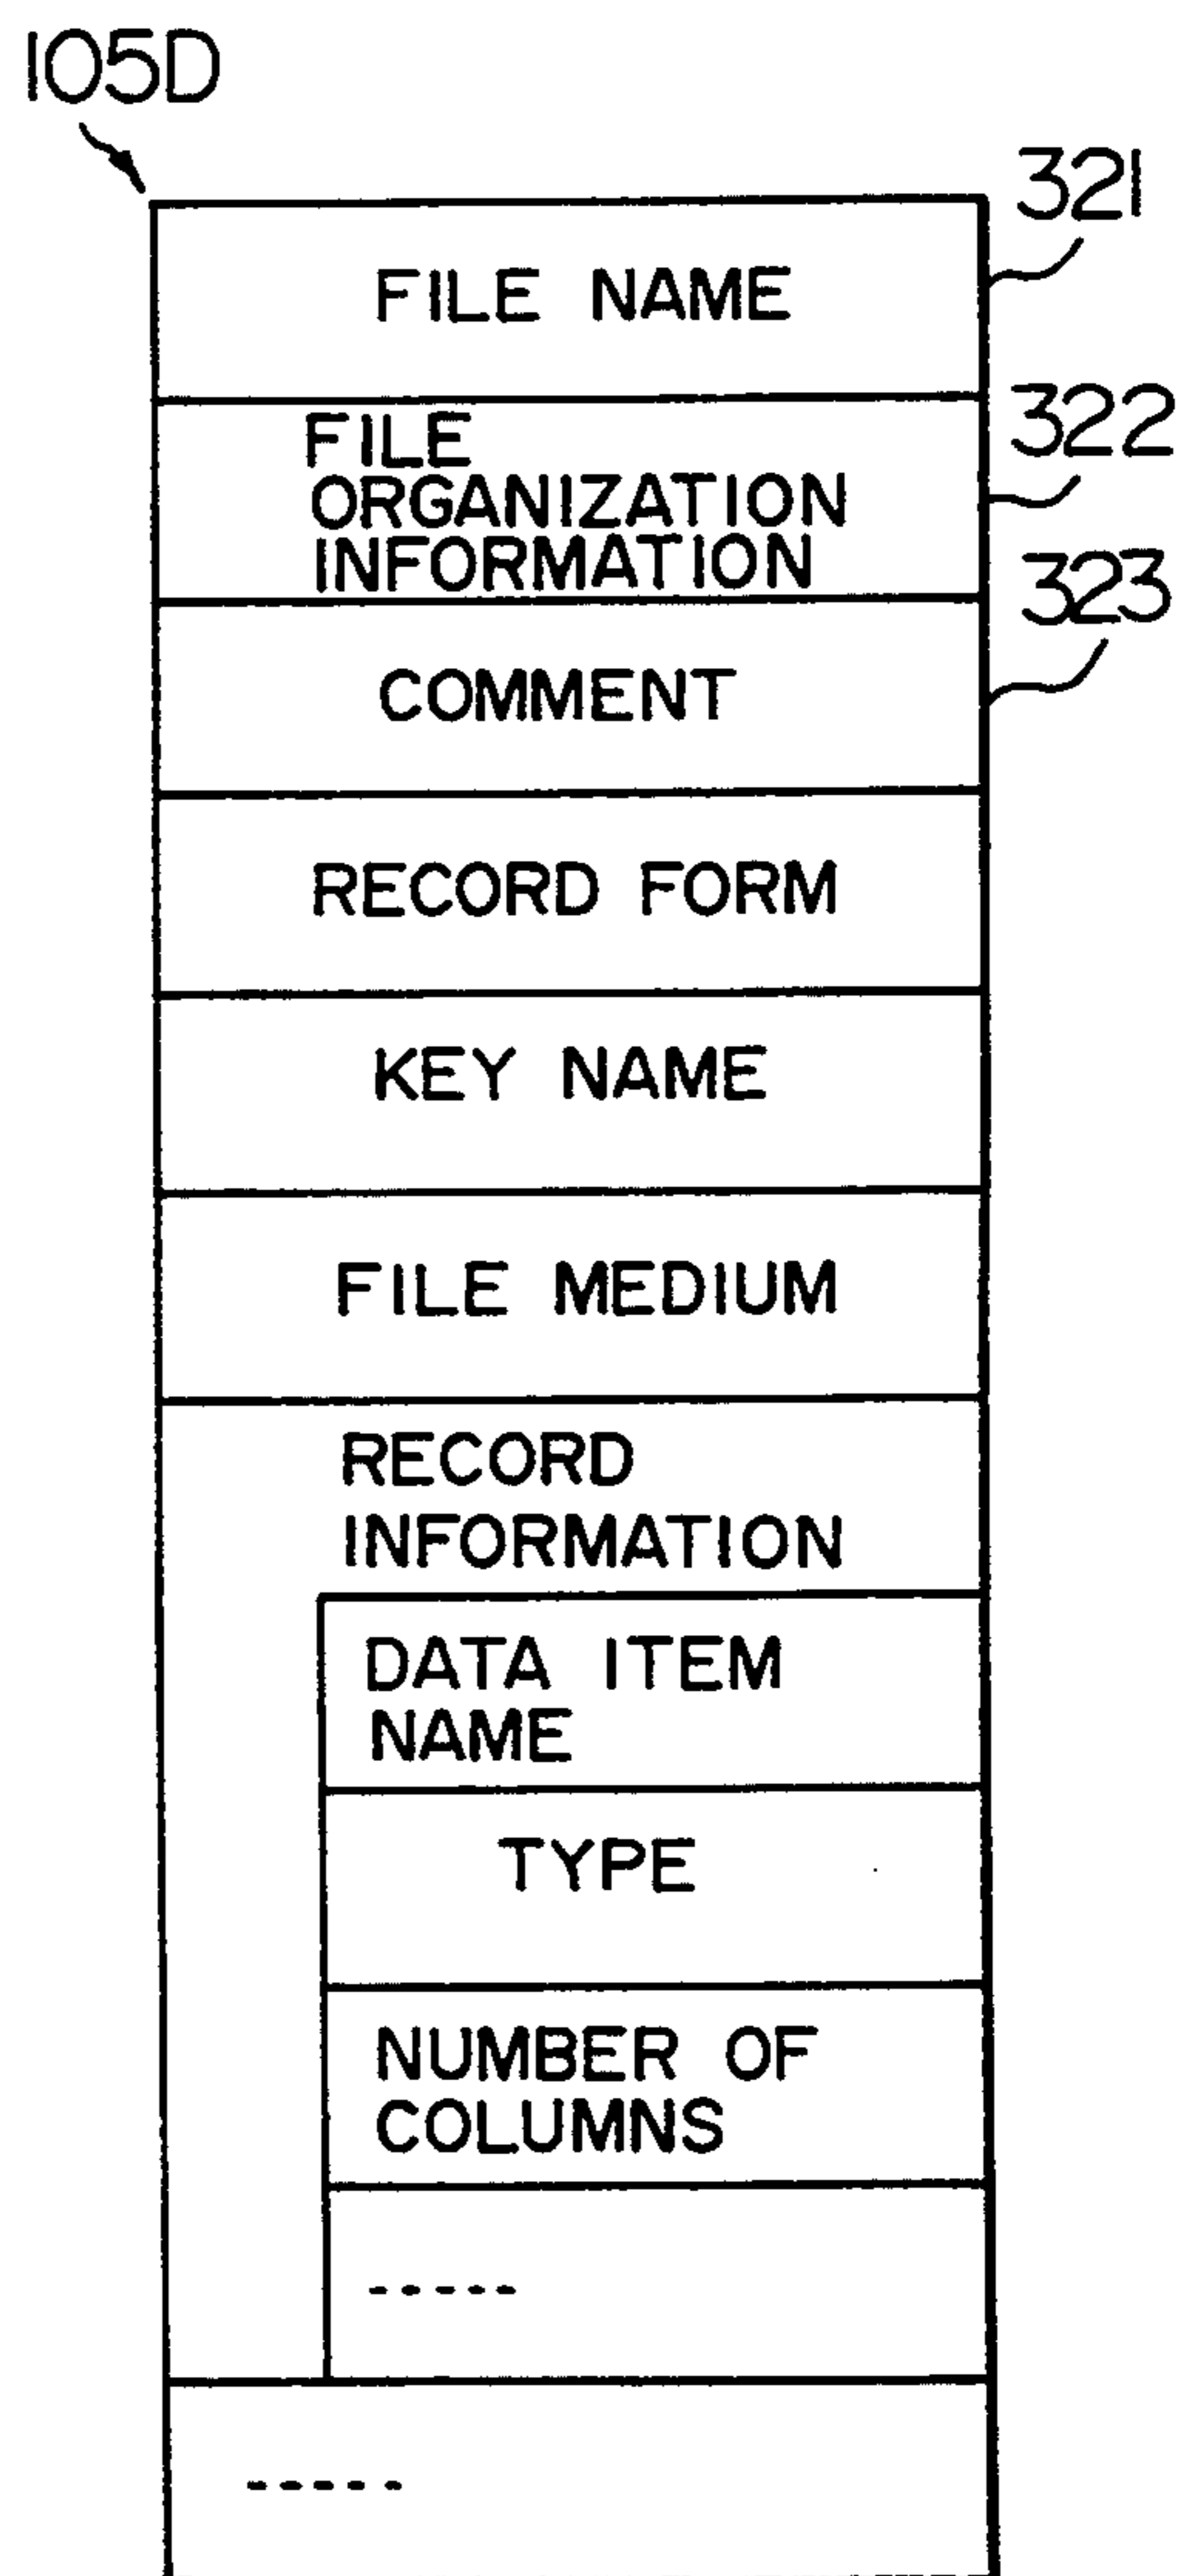 105D
321
FILE NAME
322
FILE
ORGANIZATION
INFORMATION
323
COMMENT
RECORD FORM
KEY NAME
FILE MEDIUM
RECORD
INFORMATION
DATA ITEM
NAME
TYPE
NUMBER OF
COLUMNS
-----
-----